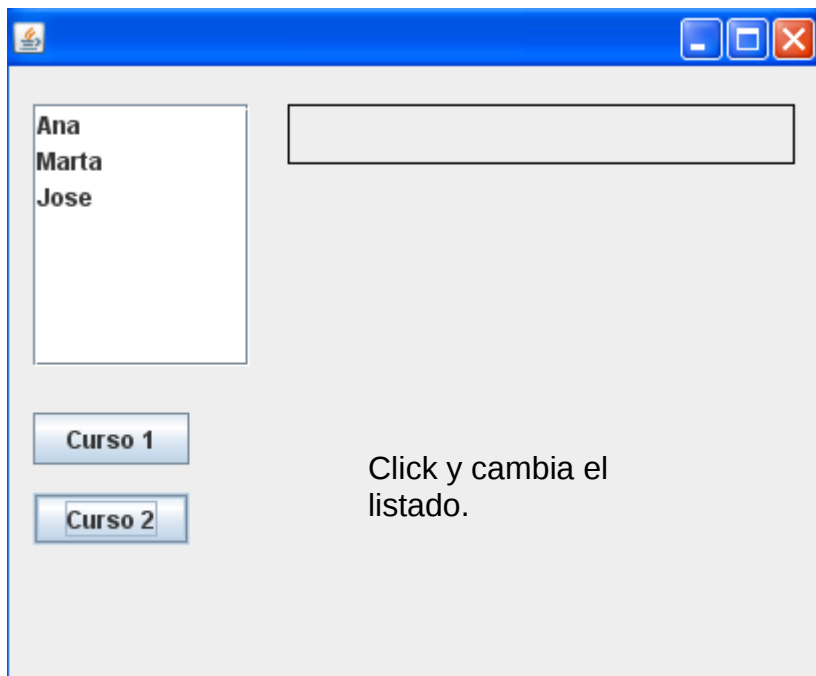 Ana
Marta
Jose
Curso 1
Curso 2
Click y cambia el
listado.